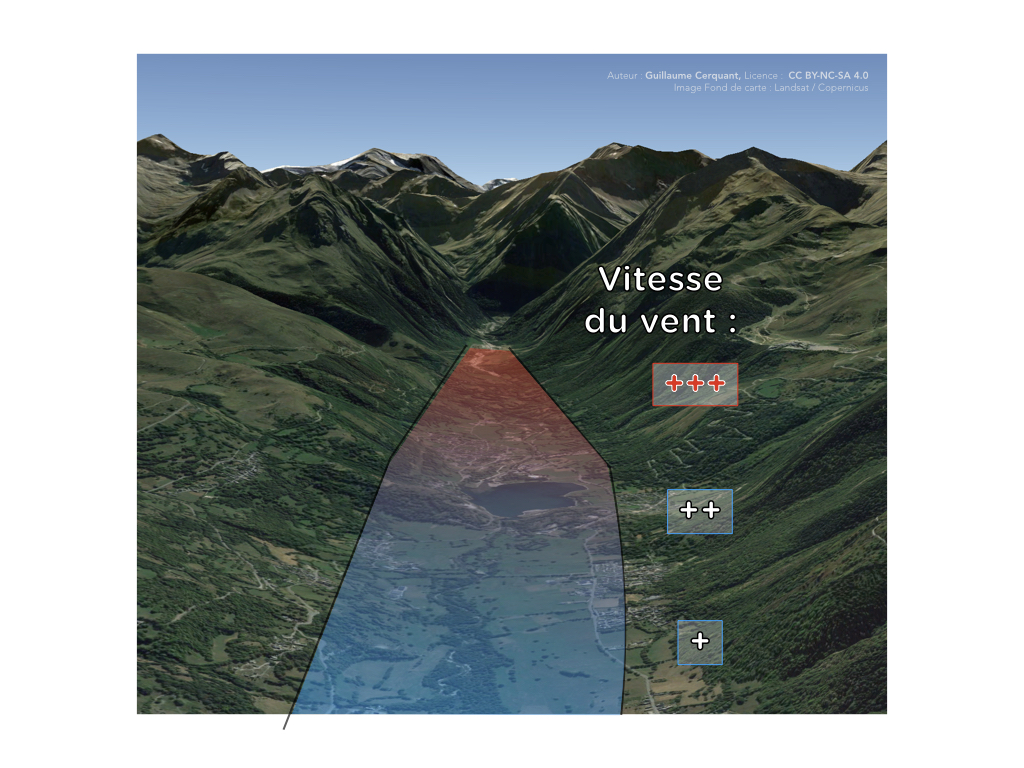 Auteur : Guillaume Cerquant, Licence : CC BY-NC-SA 4.0
Image Fond de carte : Landsat / Copernicus
Vitesse
du vent :
+++
++
+